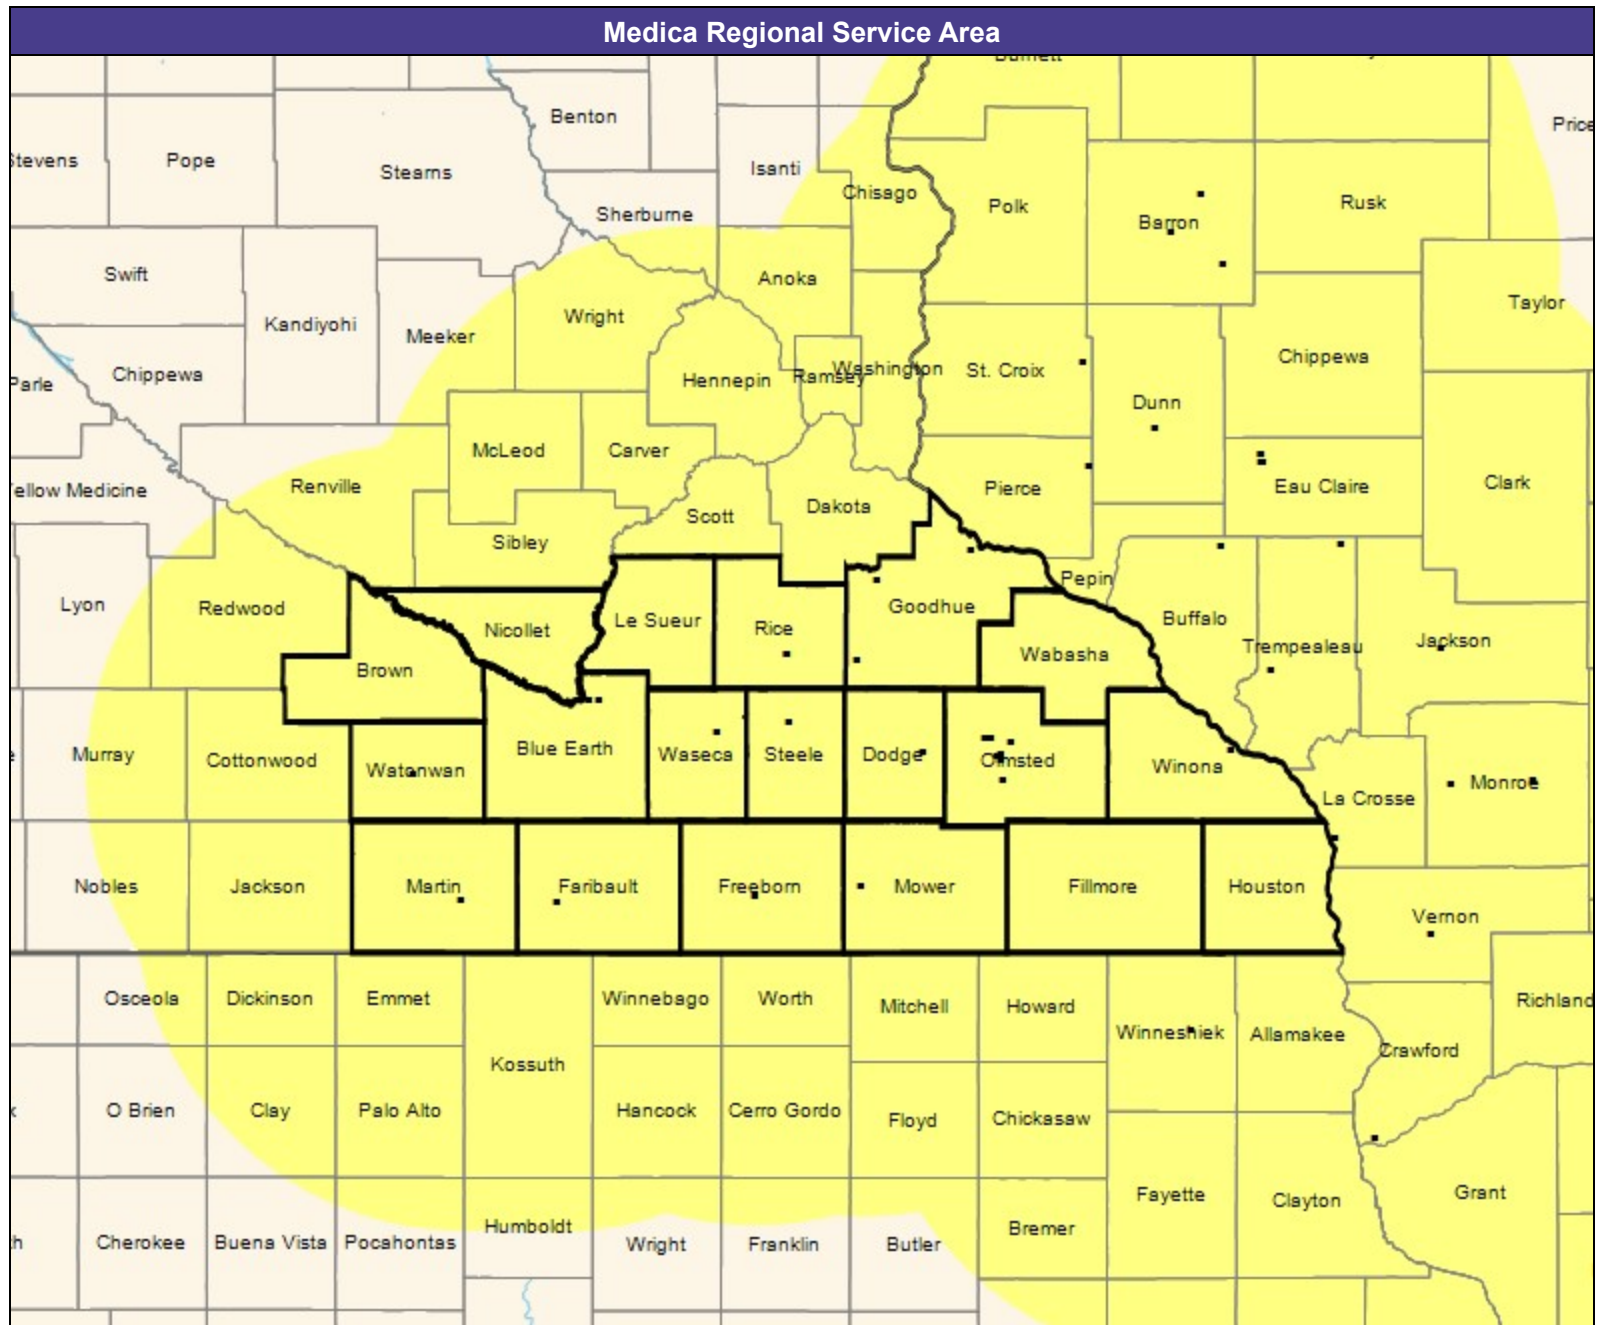 Medica Regional Service Area
Benton
Price
Stevens
Pope
Stearns
Isanti
Chisago
Sherburne
Polk
Barron
Rusk
Swift
Anoka
Taylor
Kandiyohi
Wright
Meeker
Chippewa
Parle
Chippewa
Hennepin
Ramsey
Washington
St. Croix
Dunn
McLeod
Carver
Renville
ellow Medicine
Pierce
Eau Claire
Clark
Scott
Dakota
Sibley
Pepin
Lyon
Redwood
Nicollet
Le Sueur
Rice
Goodhue
Buffalo
Trempealeau
Jackson
Brown
Wabasha
Murray
Cottonwood
Watonwan
Blue Earth
Waseca
Steele
Dodge
Olmsted
Winona
La Crosse
Monroe
Nobles
Jackson
Martin
Faribault
Freeborn
Mower
Fillmore
Houston
Vernon
Osceola
Dickinson
Emmet
Winnebago
Worth
Mitchell
Howard
Richland
Winneshiek
Allamakee
Crawford
Kossuth
O Brien
Clay
Palo Alto
Hancock
Cerro Gordo
Floyd
Chickasaw
Fayette
Clayton
Grant
Humboldt
Bremer
Cherokee
Buena Vista
Pocahontas
Wright
Franklin
Butler